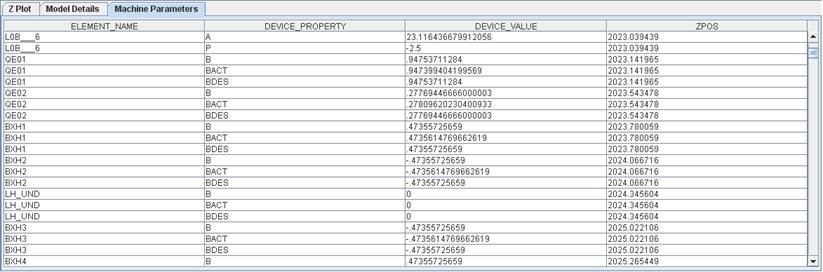 Z Plot Model Details Machine Parameters
ELEMENT_NAME DEVICE_PROPERTY DEVICE_VALUE ZPOS
L0B___6 A 23.116436679912056 2023.039439
L0B___6 P -2.5 2023.039439
QE01 B .94753711284 2023.141965
QE01 BACT .947399404199569 2023.141965
QE01 BDES .94753711284 2023.141965
QE02 B .27769446666000003 2023.543478
QE02 BACT .27809620230400933 2023.543478
QE02 BDES .27769446666000003 2023.543478
BXH1 B .47355725659 2023.780059
BXH1 BACT .4735614769662619 2023.780059
BXH1 BDES .47355725659 2023.780059
BXH2 B -.47355725659 2024.066716
BXH2 BACT -.4735614769662619 2024.066716
BXH2 BDES -.47355725659 2024.066716
LH_UND B 0 2024.345604
LH_UND BACT 0 2024.345604
LH_UND BDES 0 2024.345604
BXH3 B -.47355725659 2025.022106
BXH3 BACT -.4735614769662619 2025.022106
BXH3 BDES -.47355725659 2025.022106
BXH4 B .47355725659 2025.265449